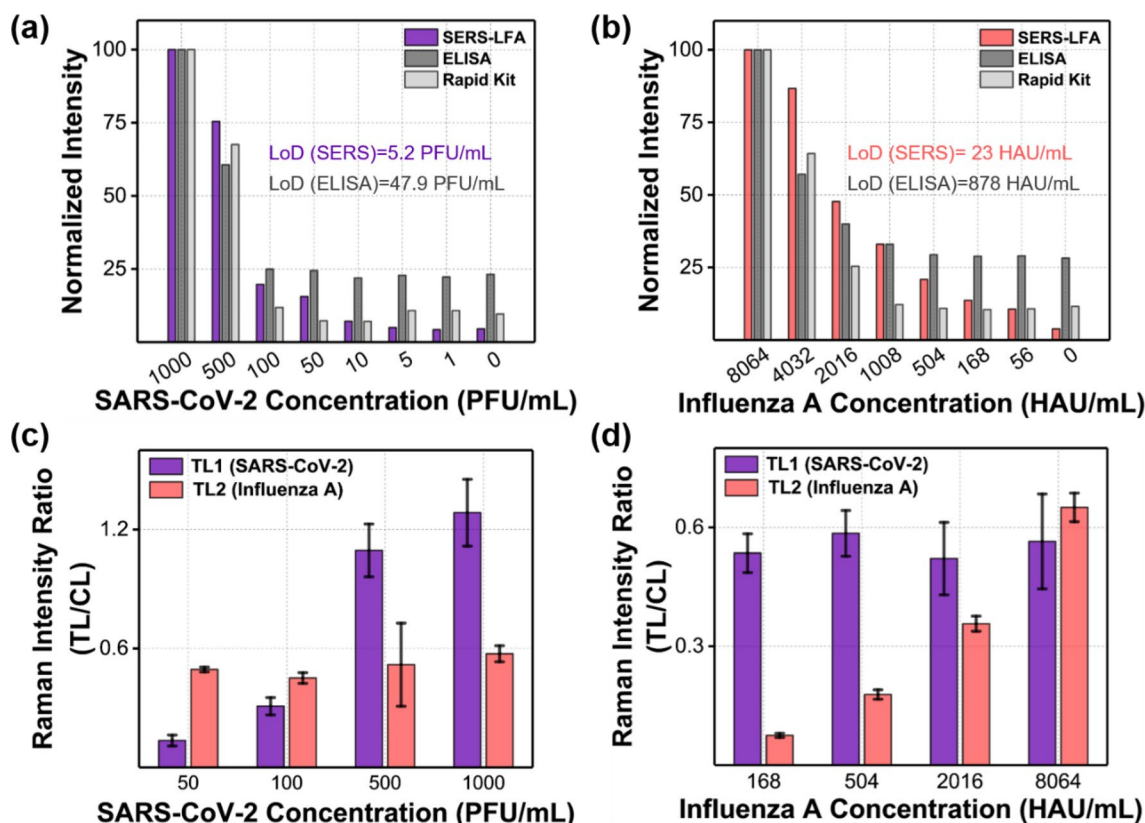 (a)
Normalized Intensity
100
75
50
25
SERS-LFA
ELISA
Rapid Kit
LoD (SERS)=5.2 PFU/mL
LoD (ELISA)=47.9 PFU/mL
1000 500 100 50 10 5 1 0
SARS-CoV-2 Concentration (PFU/mL)
(b)
Normalized Intensity
100
75
50
25
SERS-LFA
ELISA
Rapid Kit
LoD (SERS)= 23 HAU/mL
LoD (ELISA)=878 HAU/mL
8064 4032 2016 1008 504 168 56 0
Influenza A Concentration (HAU/mL)
(c)
Raman Intensity Ratio
(TL/CL)
1.2
0.6
TL1 (SARS-CoV-2)
TL2 (Influenza A)
50 100 500 1000
SARS-CoV-2 Concentration (PFU/mL)
(d)
Raman Intensity Ratio
(TL/CL)
0.6
0.3
TL1 (SARS-CoV-2)
TL2 (Influenza A)
168 504 2016 8064
Influenza A Concentration (HAU/mL)